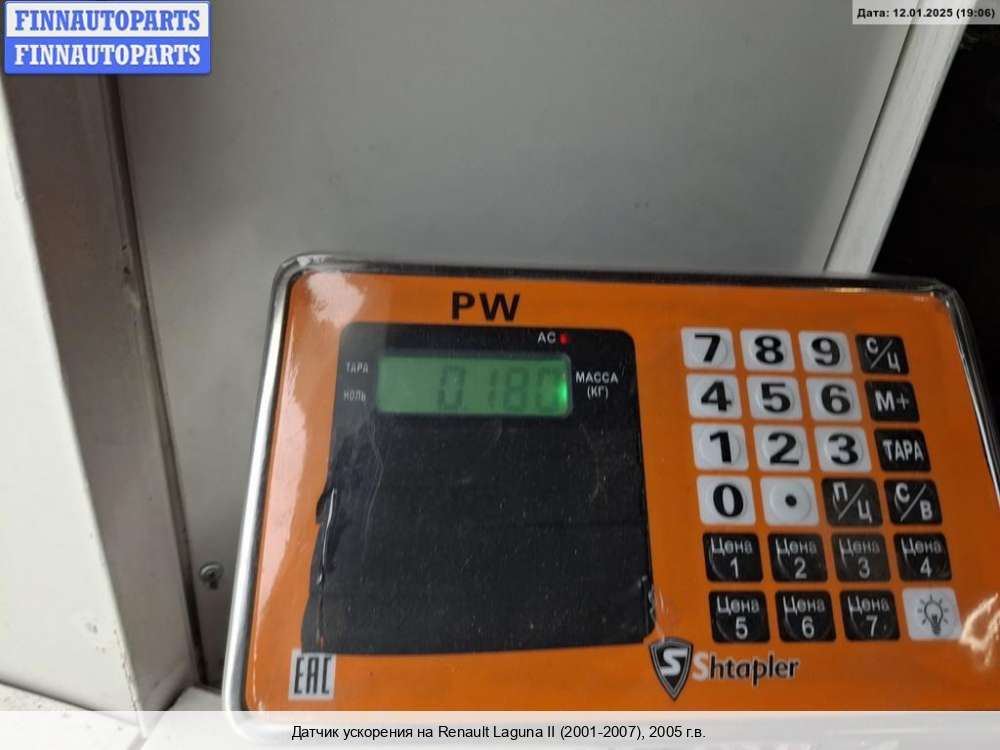 FINNAUTOPARTS
FINNAUTOPARTS
Дата: 12.01.2025 (19:06)
PW
AC
ТАРА
НОЛЬ
0.180
МАССА
(КГ)
7 8 9 С/Ц
4 5 6 М+
1 2 3 ТАРА
0 • П/Ц С/В
Цена 1 Цена 2 Цена 3 Цена 4
Цена 5 Цена 6 Цена 7
EAC
S Shtapler
Датчик ускорения на Renault Laguna II (2001-2007), 2005 г.в.